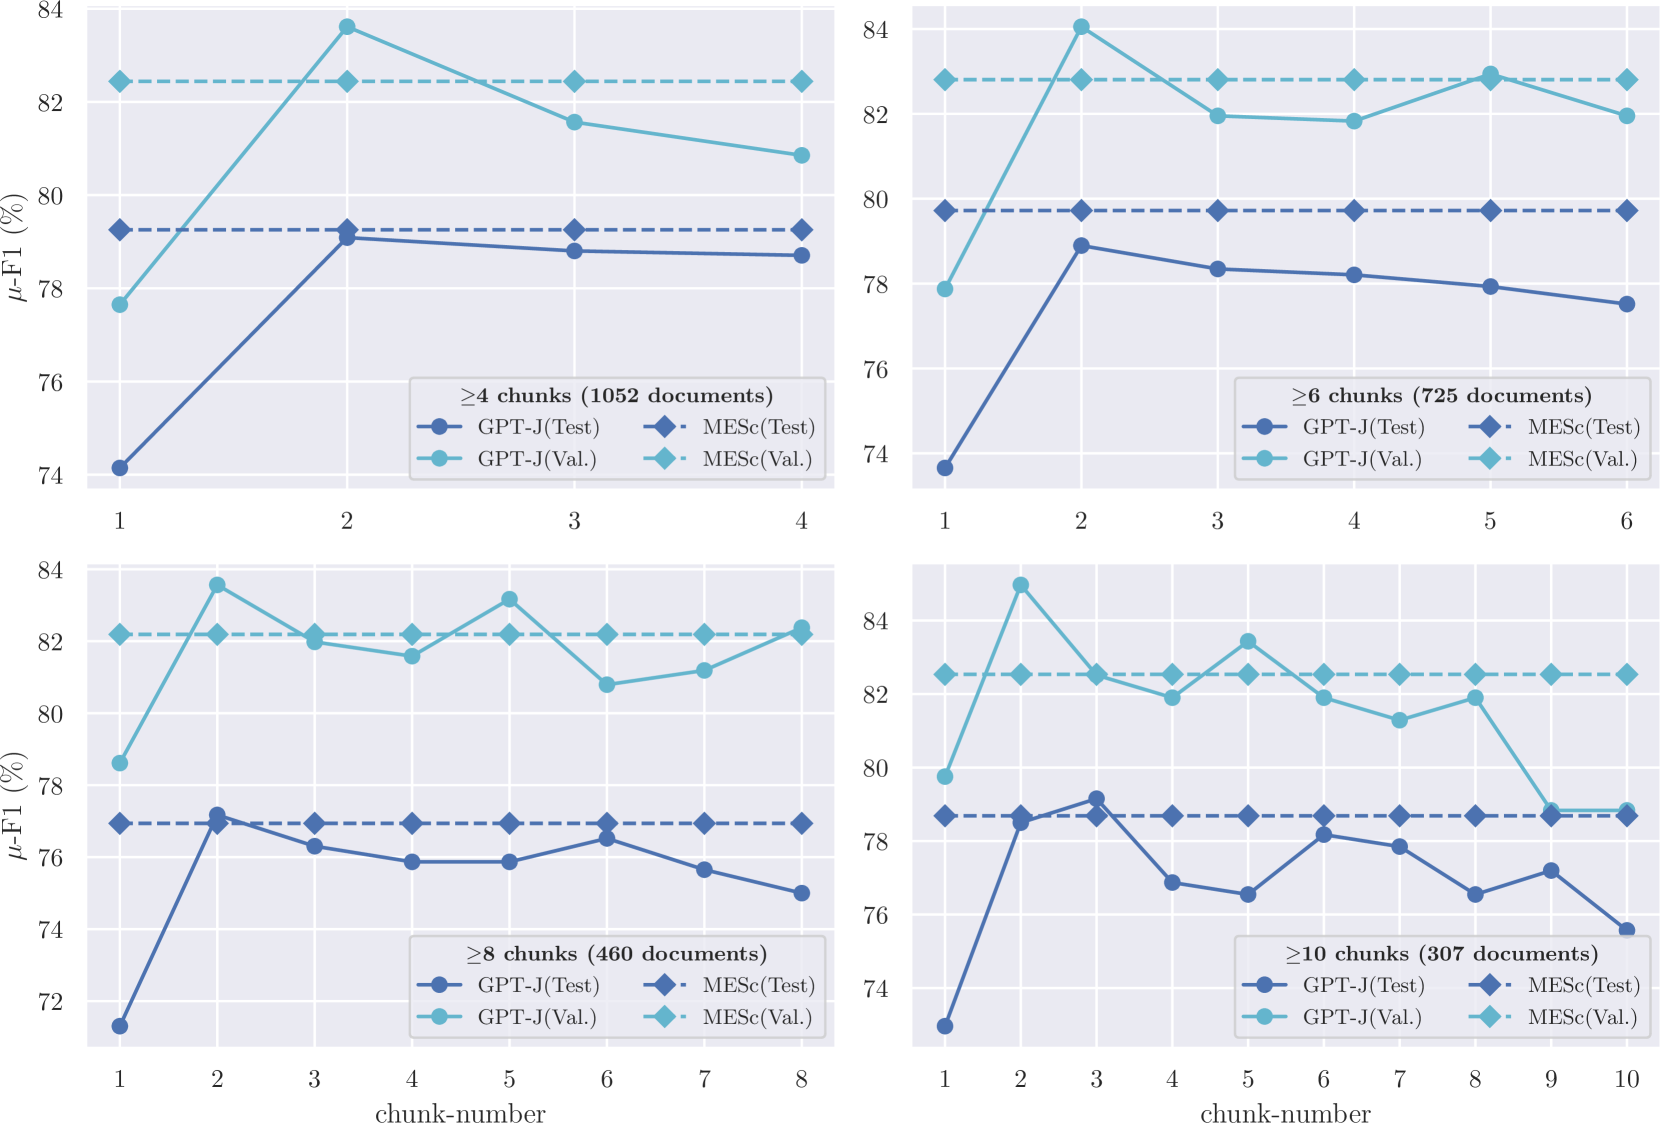 84
82
80
78
76
74
μ-F1 (%)
≥4 chunks (1052 documents)
GPT-J(Test) MESc(Test)
GPT-J(Val.) MESc(Val.)
1 2 3 4
84
82
80
78
76
74
≥6 chunks (725 documents)
GPT-J(Test) MESc(Test)
GPT-J(Val.) MESc(Val.)
1 2 3 4 5 6
84
82
80
78
76
74
72
μ-F1 (%)
≥8 chunks (460 documents)
GPT-J(Test) MESc(Test)
GPT-J(Val.) MESc(Val.)
1 2 3 4 5 6 7 8
chunk-number
84
82
80
78
76
74
≥10 chunks (307 documents)
GPT-J(Test) MESc(Test)
GPT-J(Val.) MESc(Val.)
1 2 3 4 5 6 7 8 9 10
chunk-number